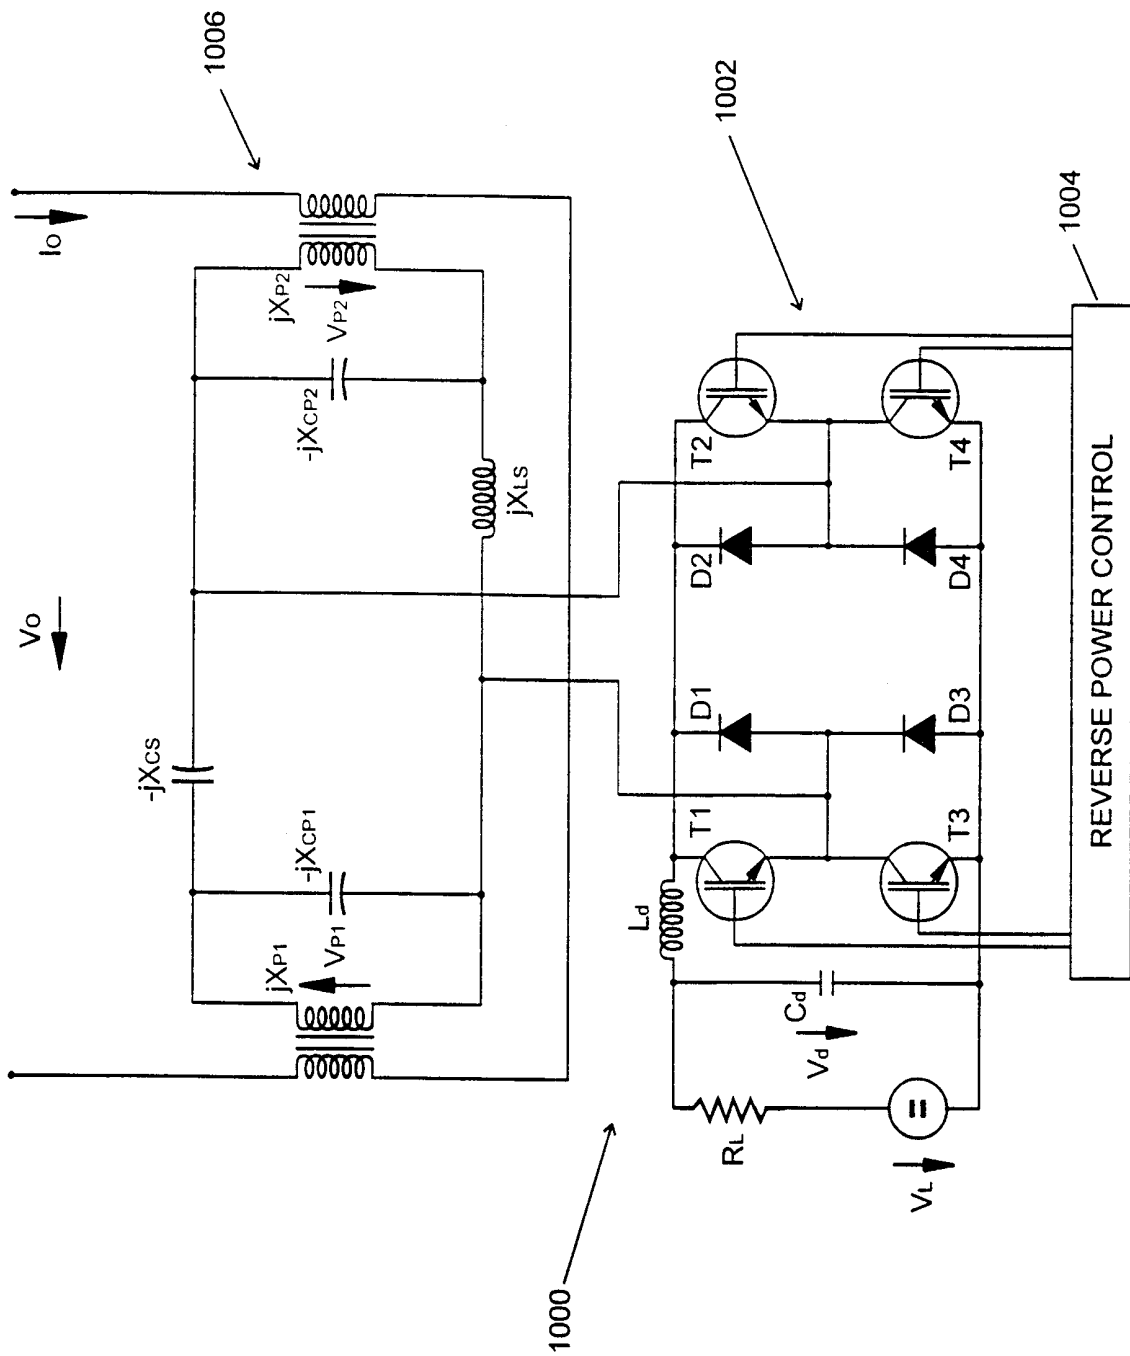 1006
Io
Vo
jXP2
VP2
-jXCP2
jXLS
-jXCS
-jXCP1
VP1
jXP1
1002
1004
T2
T4
D2
D4
D1
D3
T1
T3
Ld
Cd
Vd
RL
=
VL
1000
REVERSE POWER CONTROL